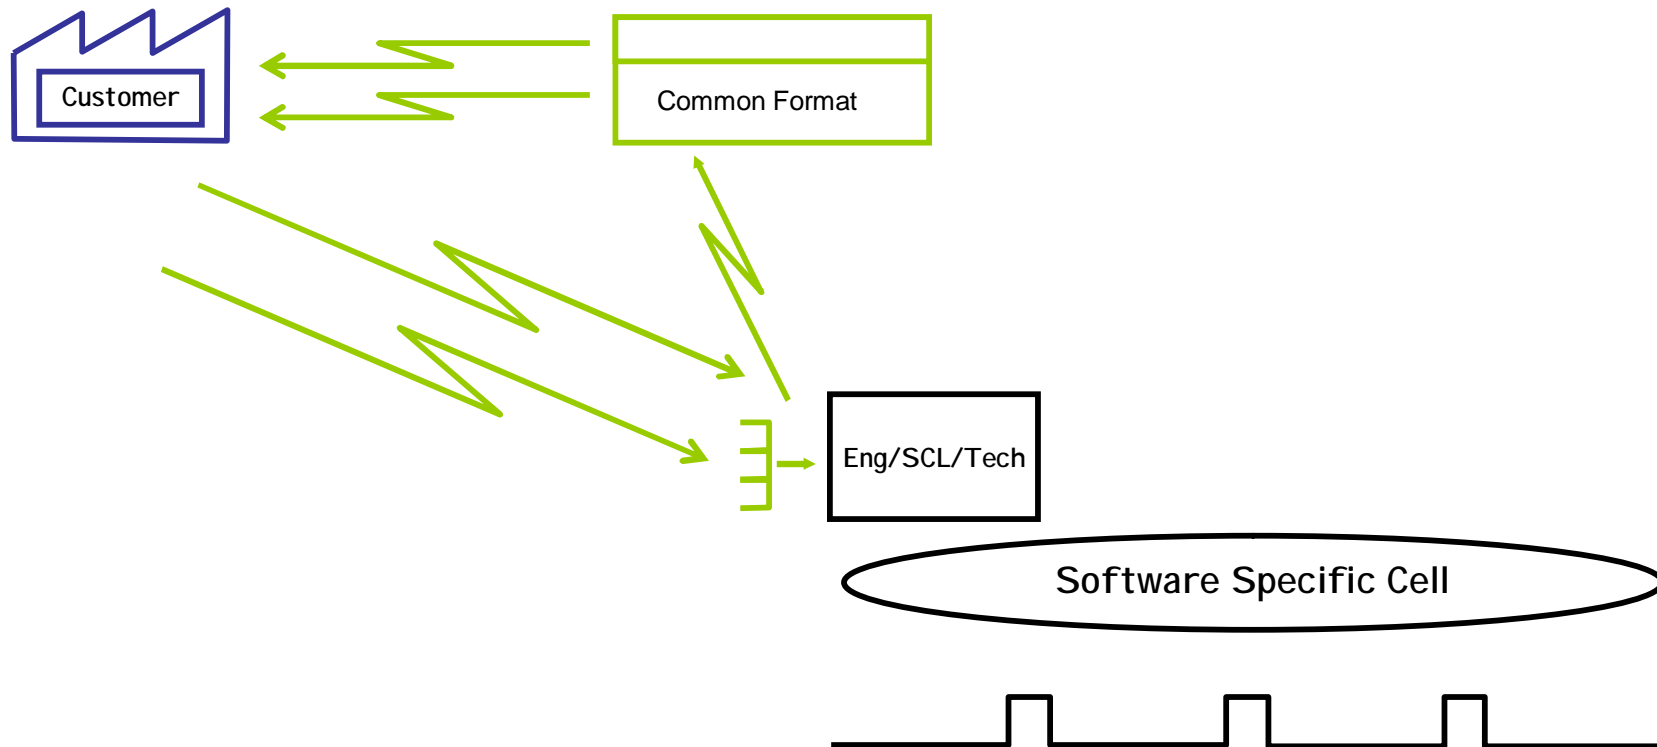 Customer
Common Format
Eng/SCL/Tech
Software Specific Cell